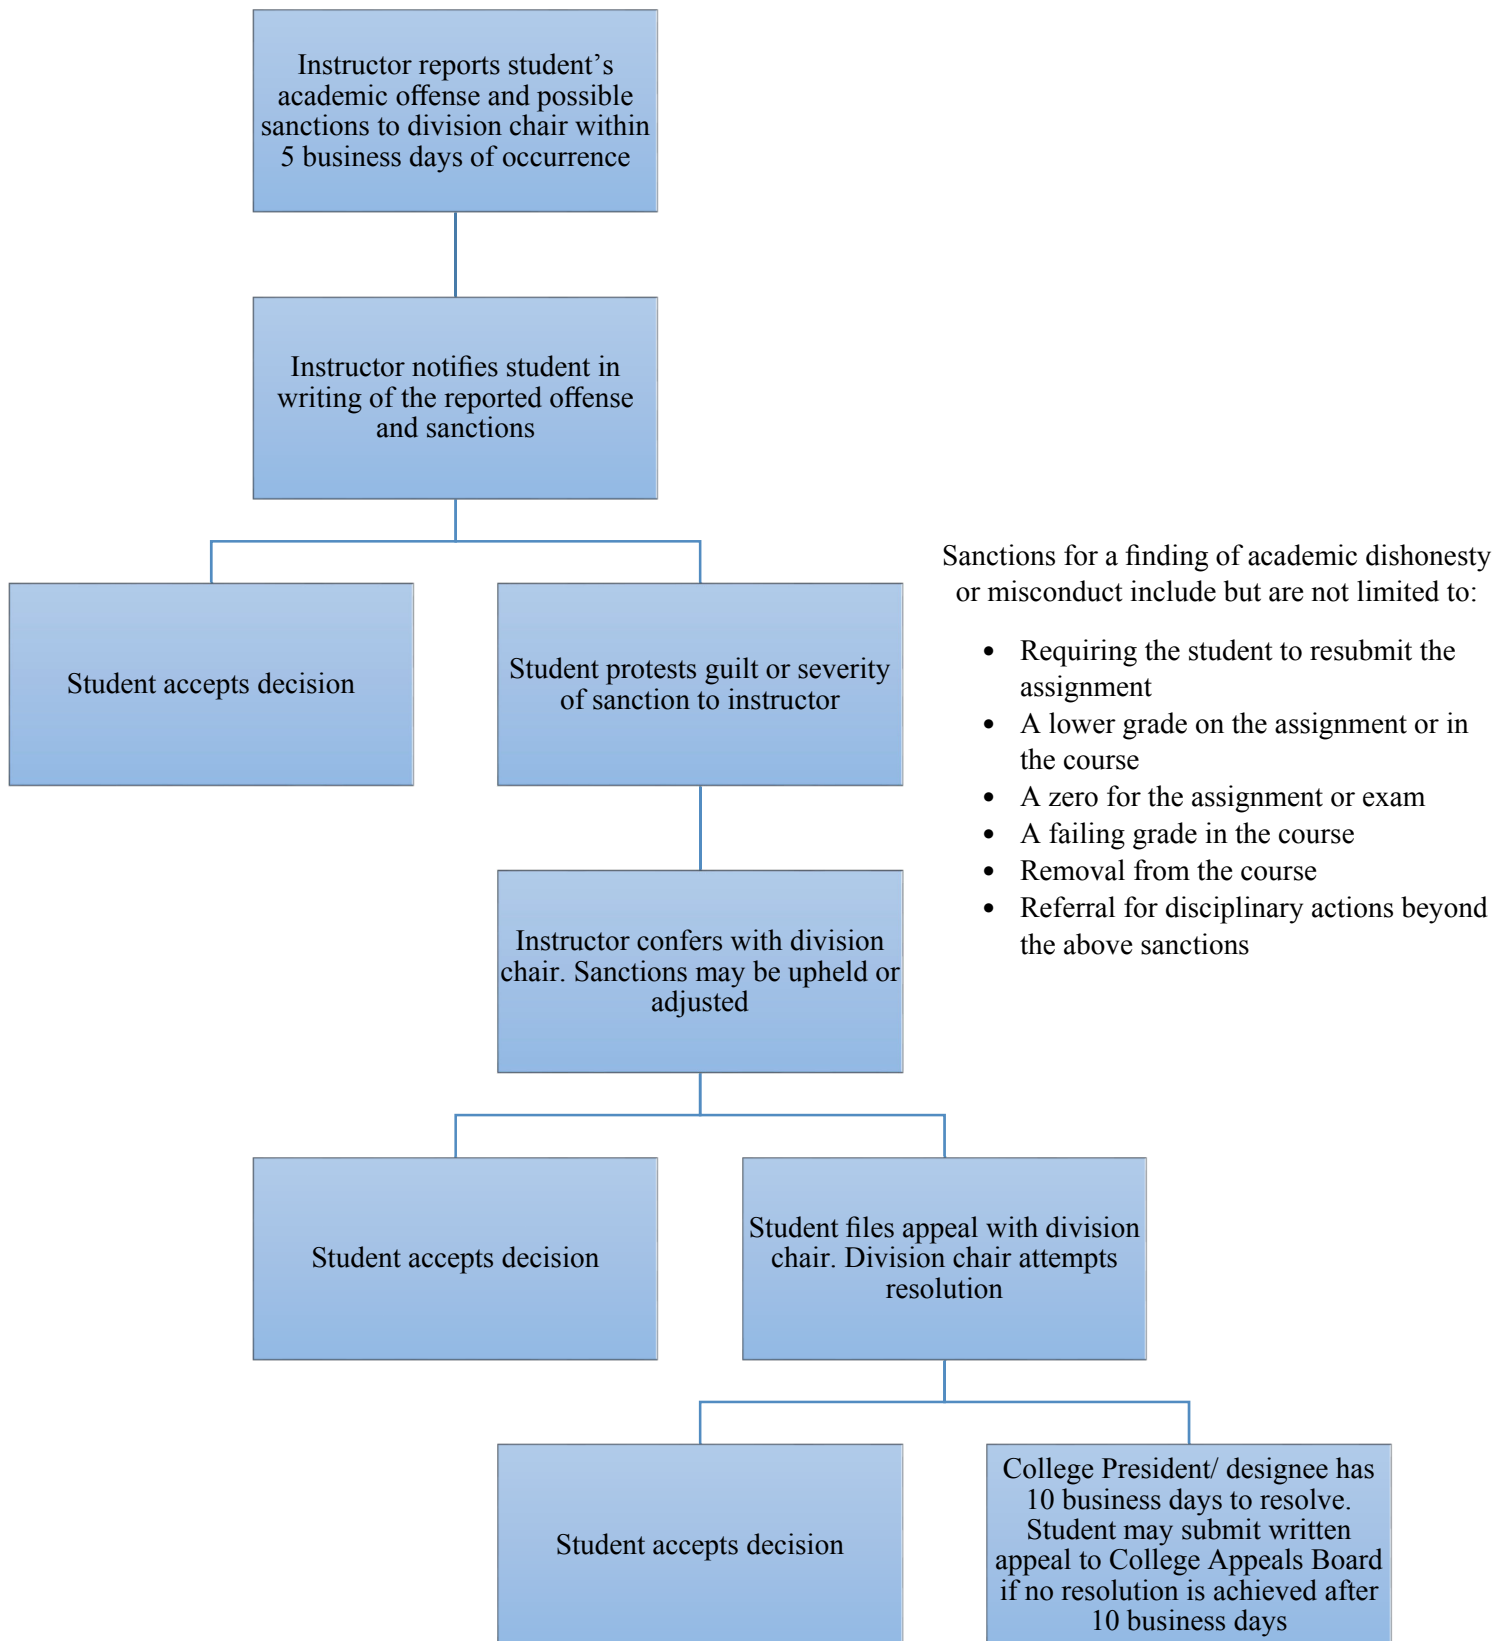 Instructor reports student’s
academic offense and possible
sanctions to division chair within
5 business days of occurrence
Instructor notifies student in
writing of the reported offense
and sanctions
Student accepts decision
Student protests guilt or severity
of sanction to instructor
Sanctions for a finding of academic dishonesty
or misconduct include but are not limited to:
• Requiring the student to resubmit the
assignment
• A lower grade on the assignment or in
the course
• A zero for the assignment or exam
• A failing grade in the course
• Removal from the course
• Referral for disciplinary actions beyond
the above sanctions
Instructor confers with division
chair. Sanctions may be upheld or
adjusted
Student accepts decision
Student files appeal with division
chair. Division chair attempts
resolution
Student accepts decision
College President/ designee has
10 business days to resolve.
Student may submit written
appeal to College Appeals Board
if no resolution is achieved after
10 business days